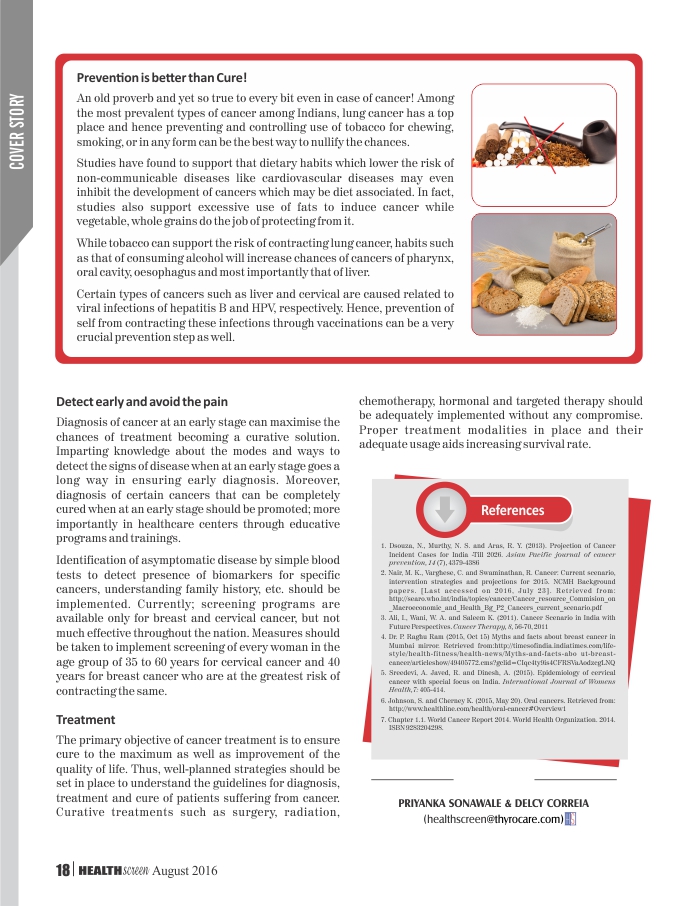 COVER STORY
Prevention is better than Cure!
An old proverb and yet so true to every bit even in case of cancer! Among
the most prevalent types of cancer among Indians, lung cancer has a top
place and hence preventing and controlling use of tobacco for chewing,
smoking, or in any form can be the best way to nullify the chances.
Studies have found to support that dietary habits which lower the risk of
non-communicable diseases like cardiovascular diseases may even
inhibit the development of cancers which may be diet associated. In fact,
studies also support excessive use of fats to induce cancer while
vegetable, whole grains do the job of protecting from it.
While tobacco can support the risk of contracting lung cancer, habits such
as that of consuming alcohol will increase chances of cancers of pharynx,
oral cavity, oesophagus and most importantly that of liver.
Certain types of cancers such as liver and cervical are caused related to
viral infections of hepatitis B and HPV, respectively. Hence, prevention of
self from contracting these infections through vaccinations can be a very
crucial prevention step as well.
Detect early and avoid the pain
Diagnosis of cancer at an early stage can maximise the
chances of treatment becoming a curative solution.
Imparting knowledge about the modes and ways to
detect the signs of disease when at an early stage goes a
long way in ensuring early diagnosis. Moreover,
diagnosis of certain cancers that can be completely
cured when at an early stage should be promoted; more
importantly in healthcare centers through educative
programs and trainings.
Identification of asymptomatic disease by simple blood
tests to detect presence of biomarkers for specific
cancers, understanding family history, etc. should be
implemented. Currently; screening programs are
available only for breast and cervical cancer, but not
much effective throughout the nation. Measures should
be taken to implement screening of every woman in the
age group of 35 to 60 years for cervical cancer and 40
years for breast cancer who are at the greatest risk of
contracting the same.
Treatment
The primary objective of cancer treatment is to ensure
cure to the maximum as well as improvement of the
quality of life. Thus, well-planned strategies should be
set in place to understand the guidelines for diagnosis,
treatment and cure of patients suffering from cancer.
Curative treatments such as surgery, radiation,
chemotherapy, hormonal and targeted therapy should
be adequately implemented without any compromise.
Proper treatment modalities in place and their
adequate usage aids increasing survival rate.
References
1. Dsouza, N., Murthy, N. S. and Aras, R. Y. (2013). Projection of Cancer
Incident Cases for India -Till 2026. Asian Pacific journal of cancer
prevention, 14 (7), 4379-4386
2. Nair, M. K., Varghese, C. and Swaminathan, R. Cancer: Current scenario,
intervention strategies and projections for 2015. NCMH Background
papers. [Last accessed on 2016, July 23]. Retrieved from:
http://searo.who.int/india/topics/cancer/Cancer_resource_Commision_on
_Macroeconomic_and_Health_Bg_P2_Cancers_current_scenario.pdf
3. Ali, I., Wani, W. A. and Saleem K. (2011). Cancer Scenario in India with
Future Perspectives. Cancer Therapy, 8, 56-70, 2011
4. Dr. P. Raghu Ram (2015, Oct 15) Myths and facts about breast cancer in
Mumbai mirror. Retrieved from:http://timesofindia.indiatimes.com/life-
style/health-fitness/health-news/Myths-and-facts-abo ut-breast-
5. Sreedevi, A. Javed, R. and Dinesh, A. (2015). Epidemiology of cervical
cancer with special focus on India. International Journal of Womens
Health, 7: 405-414.
6. Johnson, S. and Cherney K. (2015, May 20). Oral cancers. Retrieved from:
http://www.healthline.com/health/oral-cancer#Overview1
7. Chapter 1.1. World Cancer Report 2014. World Health Organization. 2014.
ISBN 9283204298.
PRIYANKA SONAWALE & DELCY CORREIA
(healthscreen@thyrocare.com)
18 HEALTHscreen August 2016